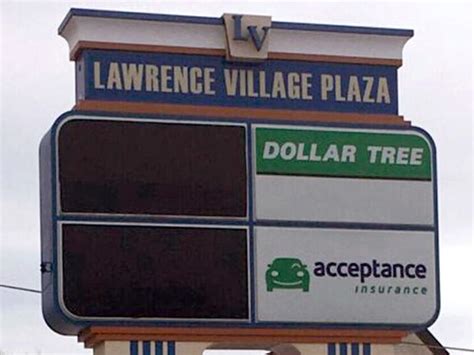 LV
LAWRENCE VILLAGE PLAZA
DOLLAR TREE
acceptance
insurance